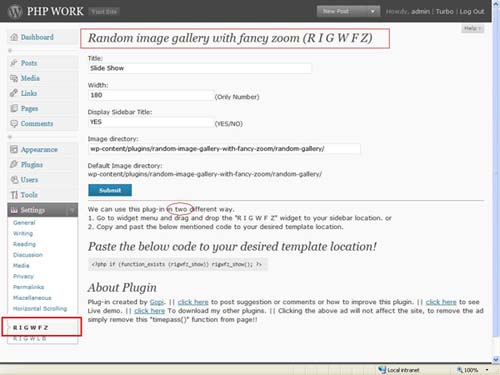 PHP WORK
Visit Site
New Post
Howdy, admin | Turbo | Log Out
Help
Dashboard
Posts
Media
Links
Pages
Comments
Appearance
Plugins
Users
Tools
Settings
General
Writing
Reading
Discussion
Media
Privacy
Permalinks
Miscellaneous
Horizontal Scrolling
R I G W F Z
R I G W L B
Random image gallery with fancy zoom (R I G W F Z)
Title:
Slide Show
Width:
180
(Only Number)
Display Sidebar Title:
YES
(YES/NO)
Image directory:
wp-content/plugins/random-image-gallery-with-fancy-zoom/random-gallery/
Default Image directory:
wp-content/plugins/random-image-gallery-with-fancy-zoom/random-gallery/
Submit
We can use this plug-in in two different way.
1. Go to widget menu and drag and drop the "R I G W F Z" widget to your sidebar location. or
2. Copy and past the below mentioned code to your desired template location.
Paste the below code to your desired template location!
<?php if (function_exists (rigwfz_show)) rigwfz_show(); ?>
About Plugin
Plug-in created by Gopi. || click here to post suggestion or comments or how to improve this plugin. || click here to see
Live demo. || click here To download my other plugins. || Clicking the above ad will not affect the site, to remove the ad
simply remove this "timepass()" function from page!!
Local intranet
100%